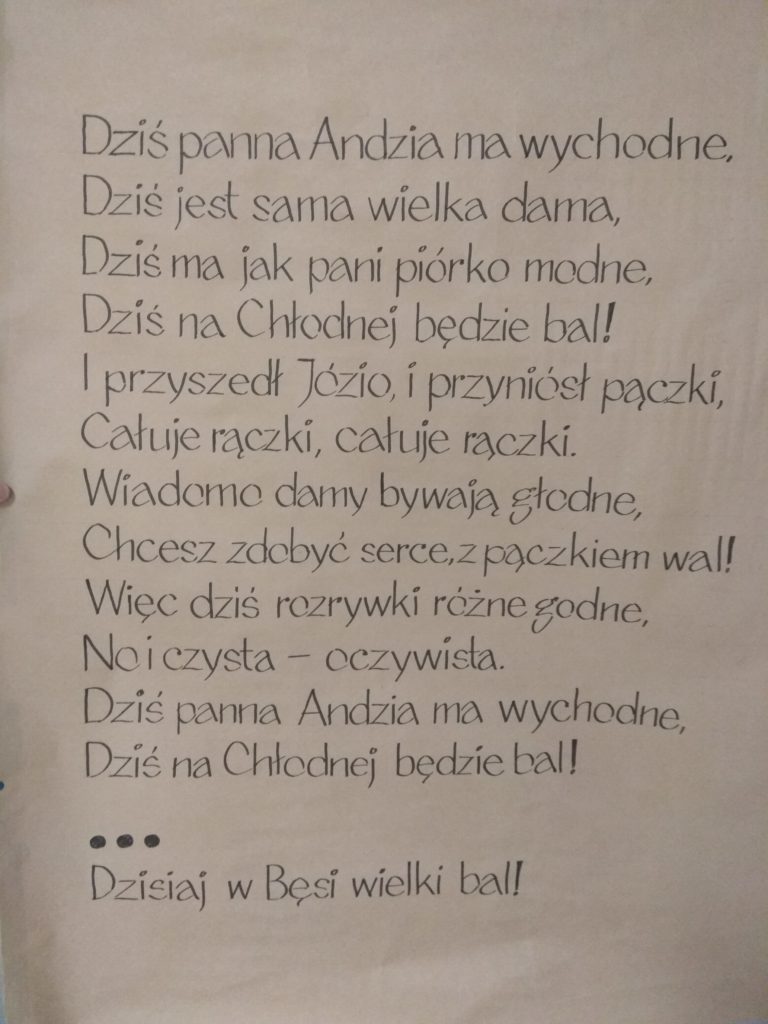 Dziś panna Andzia ma wychodne,
Dziś jest sama wielka dama,
Dziś ma jak pani piórko modne,
Dziś na Chłodnej będzie bal!
I przyszedł Józio, i przyniósł pączki,
Całuje rączki, całuje rączki.
Wiadomo damy bywają głodne,
Chcesz zdobyć serce, z pączkiem wal!
Więc dziś rozrywki różne godne,
No i czysta – oczywista.
Dziś panna Andzia ma wychodne,
Dziś na Chłodnej będzie bal!
•••
Dzisiaj w Bęsi wielki bal!